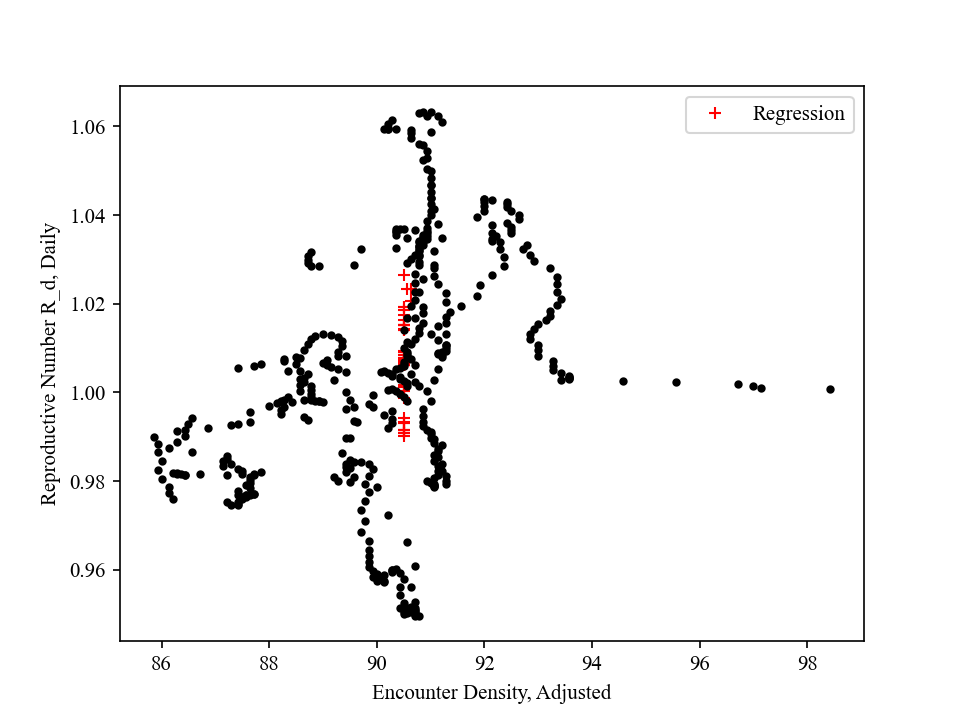 Regression
1.06
1.04
1.02
1.00
0.98
0.96
Reproductive Number R_d, Daily
86 88 90 92 94 96 98
Encounter Density, Adjusted